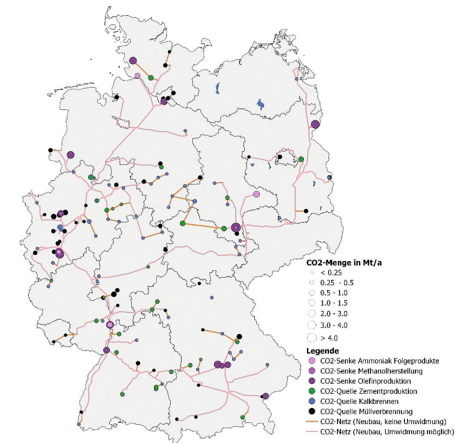 CO2-Menge in Mt/a
< 0.25
0.25 - 0.5
0.5 - 1.0
1.0 - 1.5
2.0 - 3.0
3.0 - 4.0
> 4.0
Legende
CO2-Senke Ammoniak Folgeprodukte
CO2-Senke Methanolherstellung
CO2-Senke Olefinproduktion
CO2-Quelle Zementproduktion
CO2-Quelle Kalkbrennen
CO2-Quelle Müllverbrennung
CO2-Netz (Neubau, keine Umwidmung)
CO2-Netz (Neubau, Umwidmung möglich)